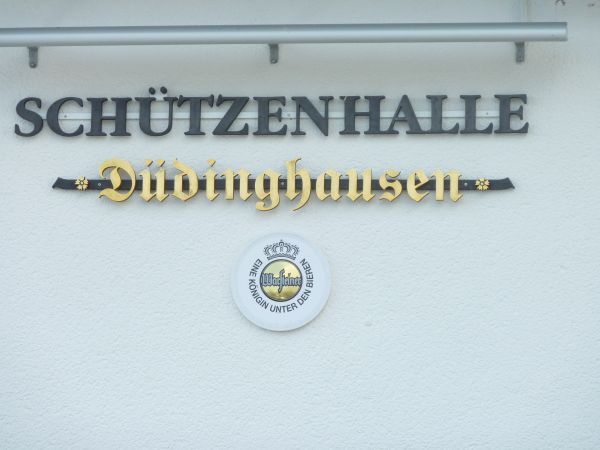 SCHÜTZENHALLE
Düdinghausen
Warsteiner
EINE KÖNIGIN UNTER DEN BIEREN